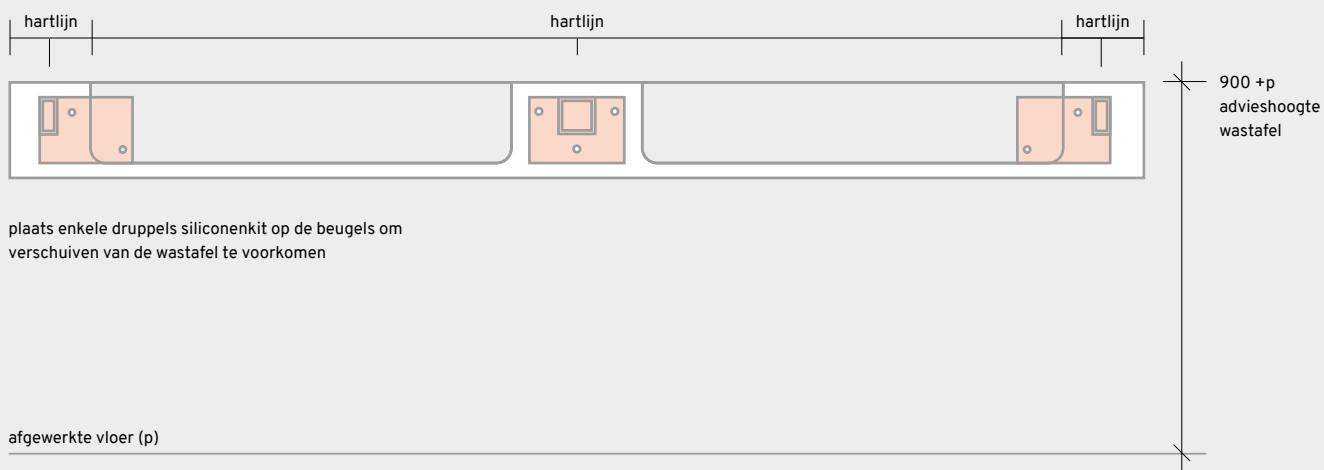 hartlijn hartlijn hartlijn
900 +p
advieshoogte
wastafel
plaats enkele druppels siliconenkit op de beugels om
verschuiven van de wastafel te voorkomen
afgewerkte vloer (p)